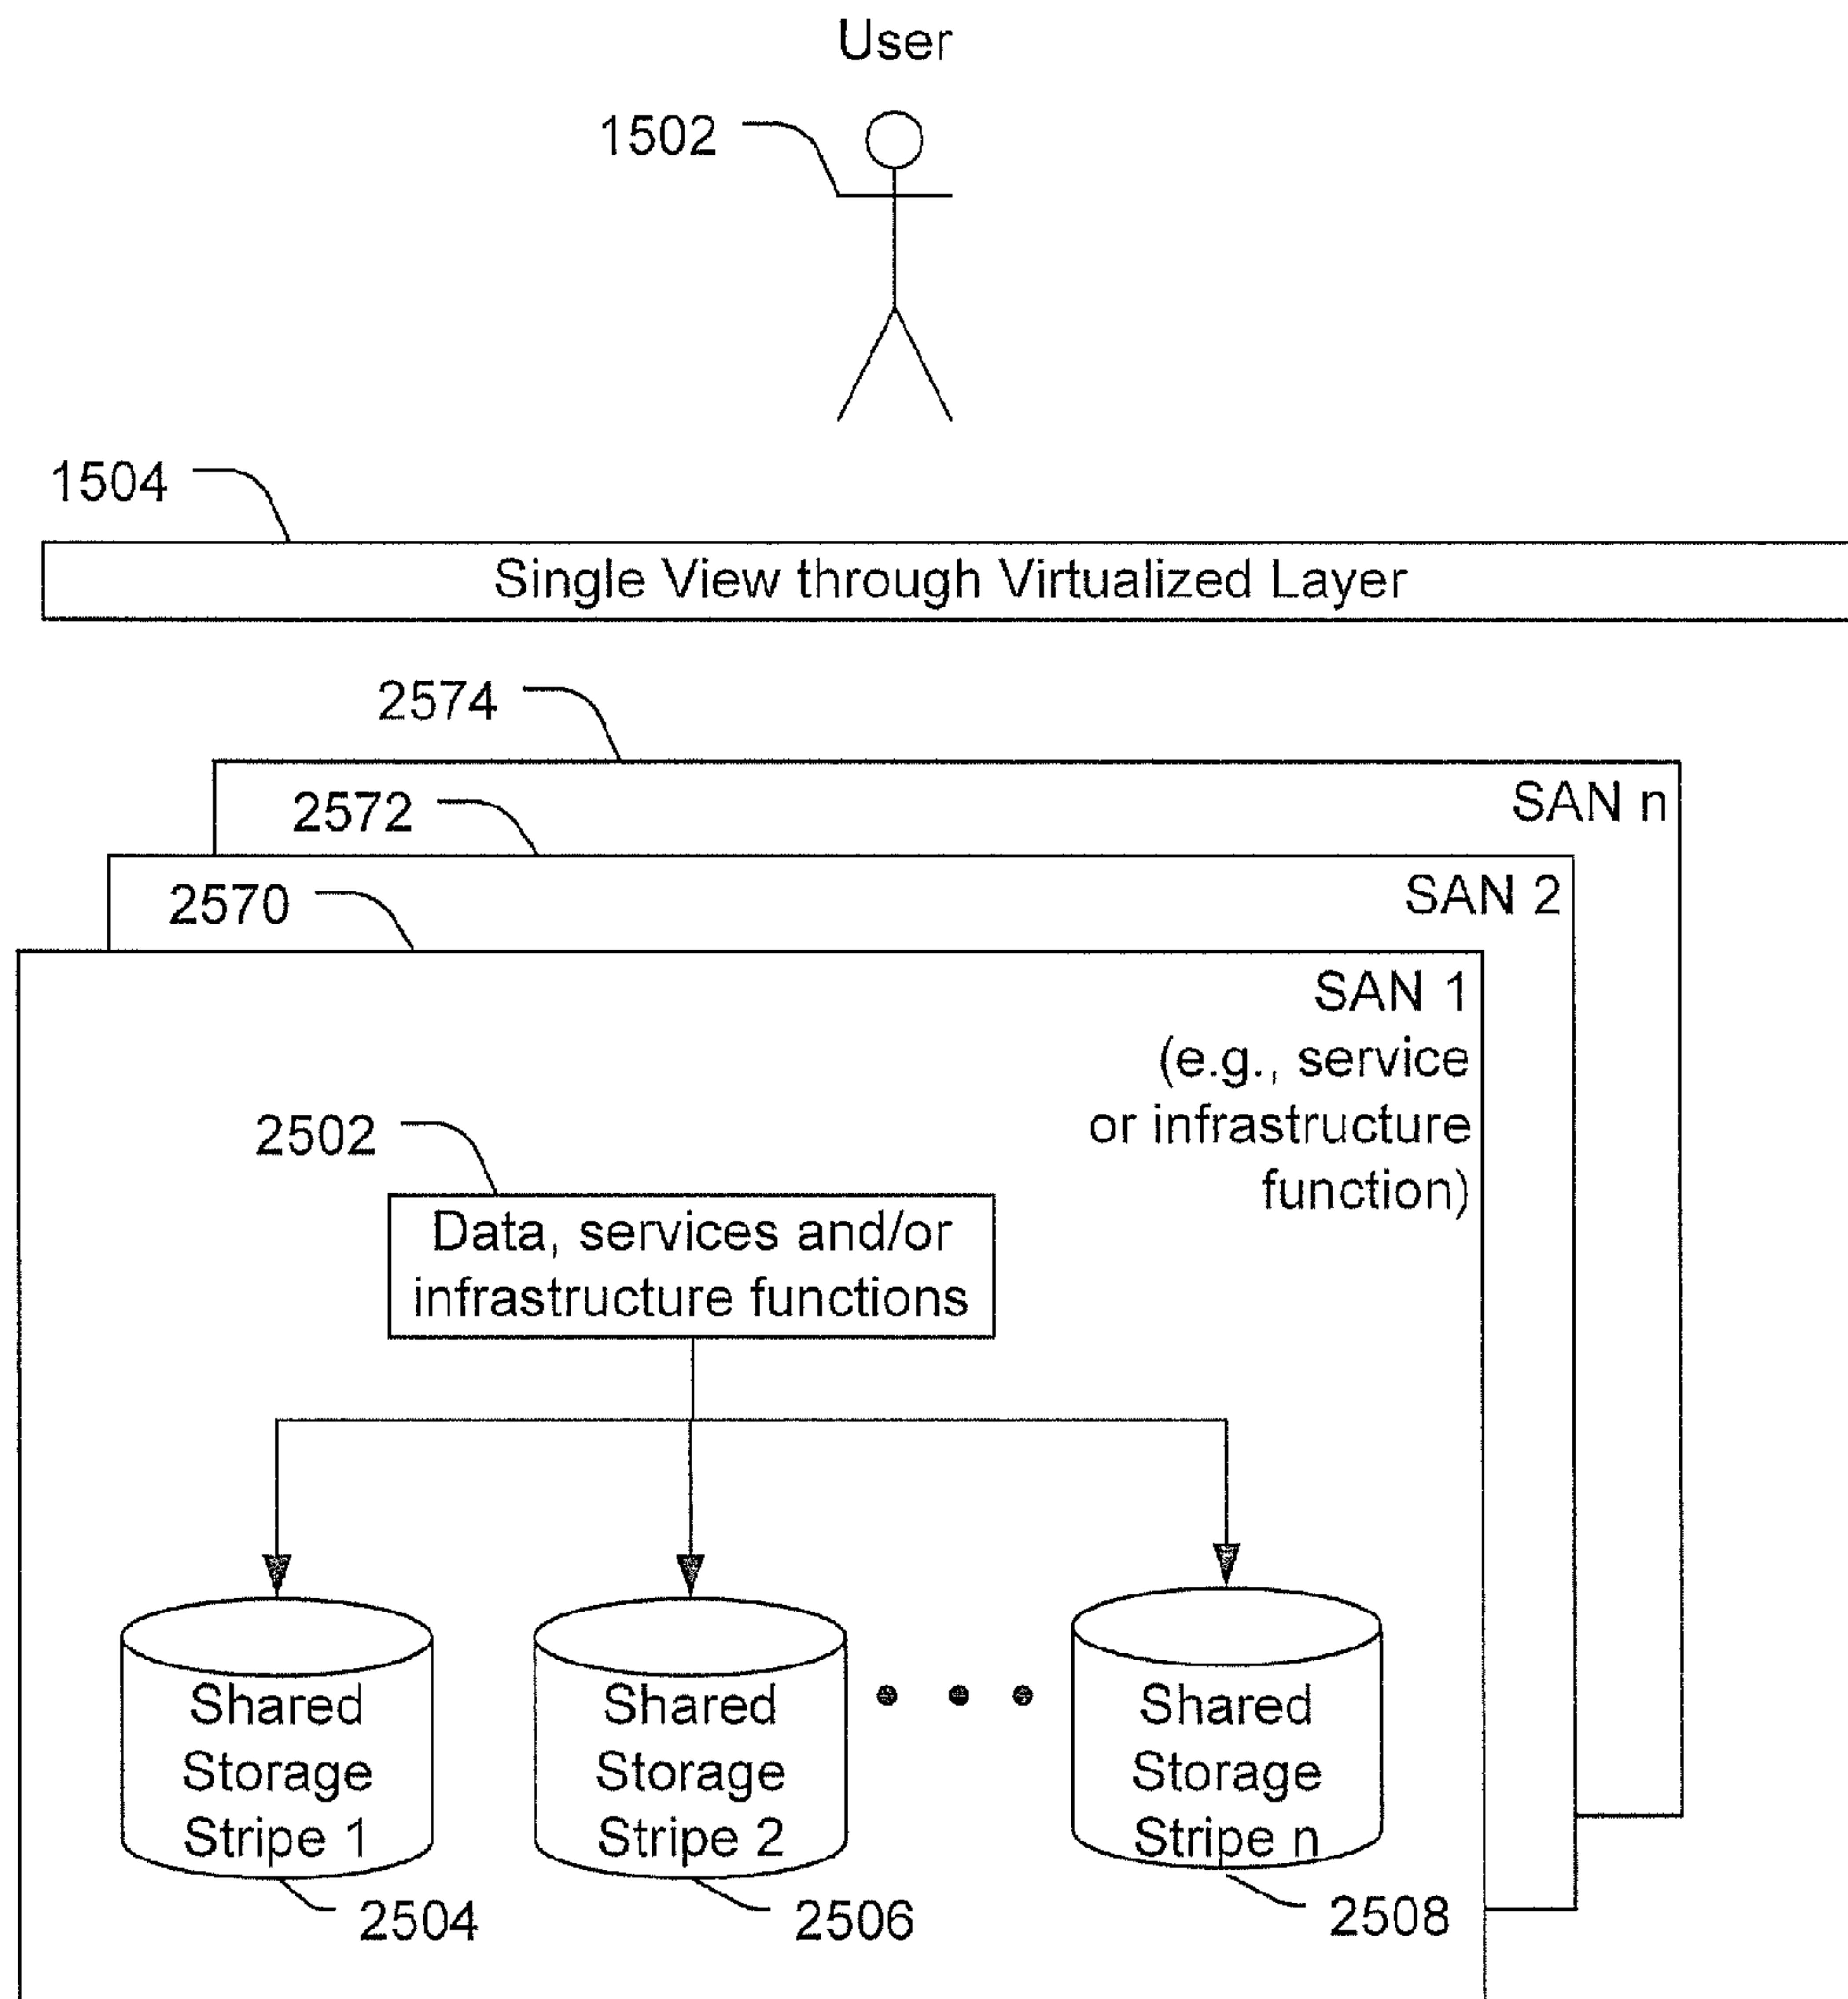 User
1502
1504
Single View through Virtualized Layer
2574
SAN n
2572
SAN 2
2570
SAN 1
(e.g., service
or infrastructure
function)
2502
Data, services and/or
infrastructure functions
Shared
Storage
Stripe 1
Shared
Storage
Stripe 2
Shared
Storage
Stripe n
2504
2506
2508